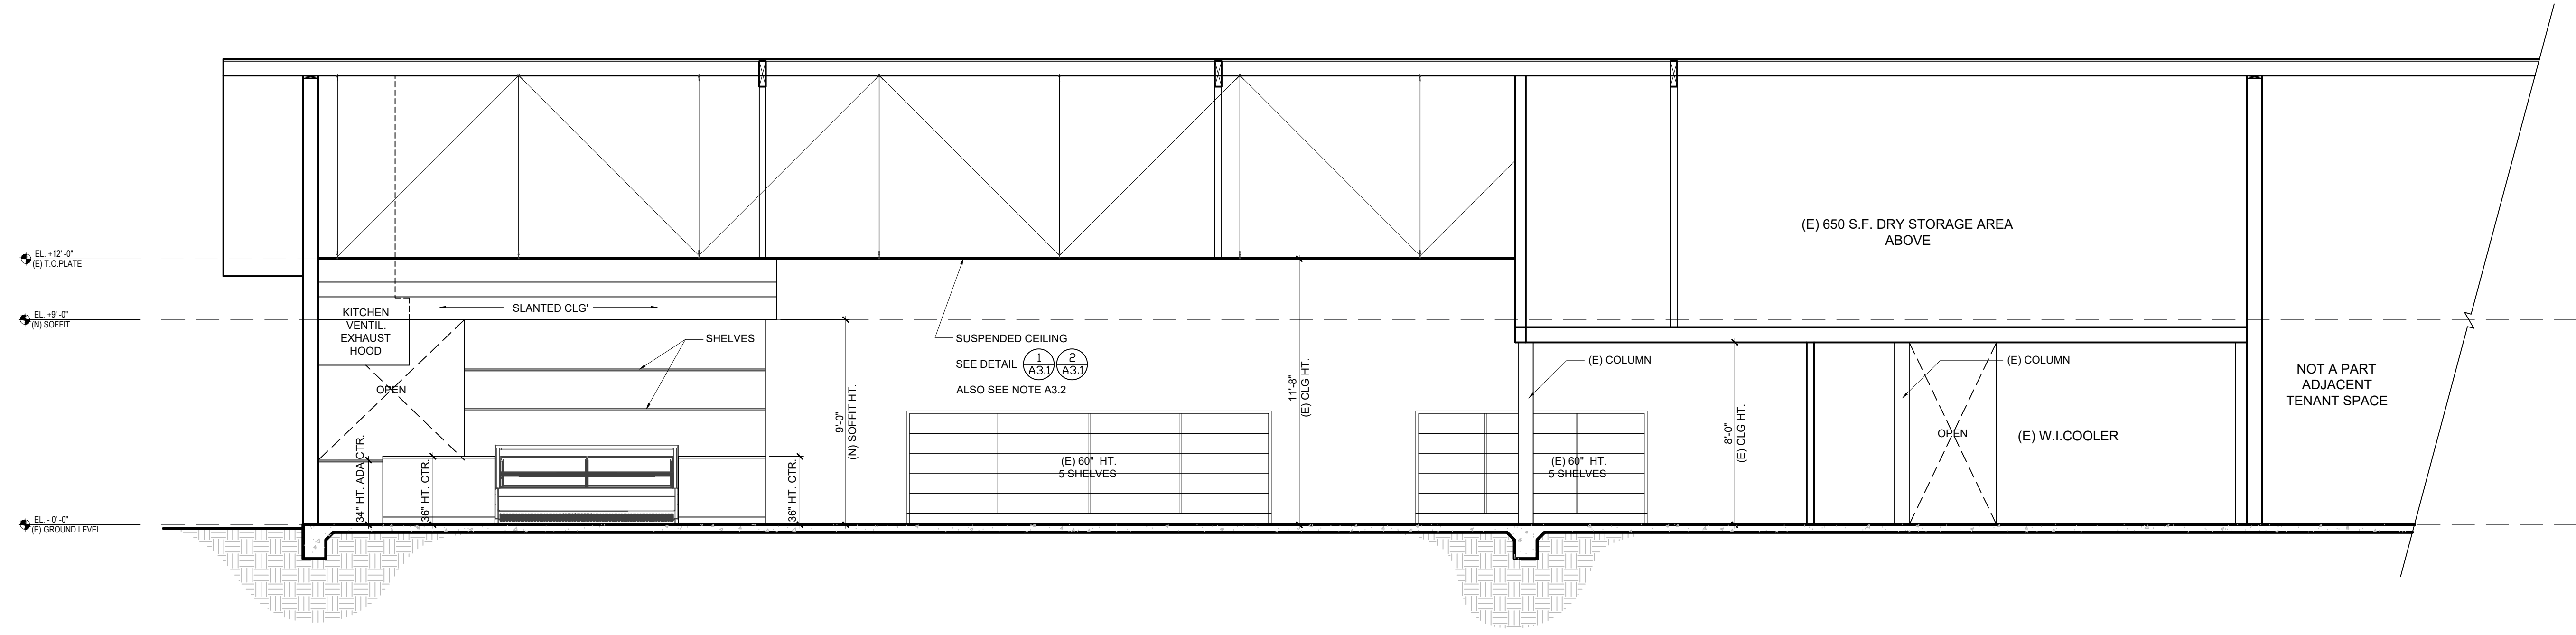 (E) 650 S.F. DRY STORAGE AREA
ABOVE
EL. +12' -0"
(E) T.O.PLATE
EL. +9' -0"
(N) SOFFIT
KITCHEN
VENTIL.
EXHAUST
HOOD
SLANTED CLG'
SHELVES
OPEN
SUSPENDED CEILING
SEE DETAIL
1
A3.1
2
A3.1
ALSO SEE NOTE A3.2
9'-0"
(N) SOFFIT HT.
11'-8"
(E) CLG HT.
(E) COLUMN
(E) COLUMN
8'-0"
(E) CLG HT.
OPEN
(E) W.I.COOLER
NOT A PART
ADJACENT
TENANT SPACE
34" HT. ADA CTR.
36" HT. CTR.
36" HT. CTR.
(E) 60" HT.
5 SHELVES
(E) 60" HT.
5 SHELVES
EL. - 0' -0"
(E) GROUND LEVEL